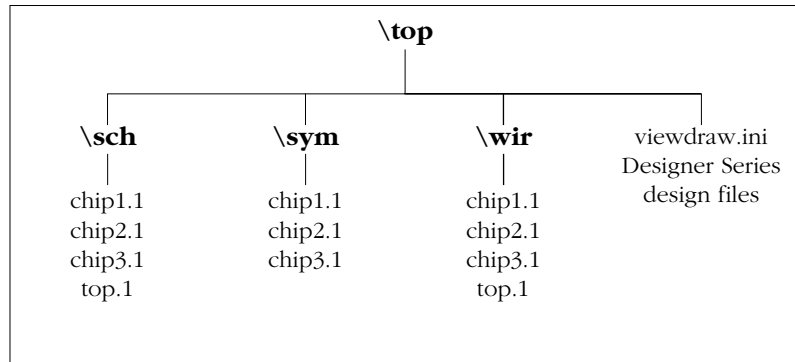 \top
\sch
\sym
\wir
viewdraw.ini
Designer Series
design files
chip1.1
chip2.1
chip3.1
top.1
chip1.1
chip2.1
chip3.1
chip1.1
chip2.1
chip3.1
top.1